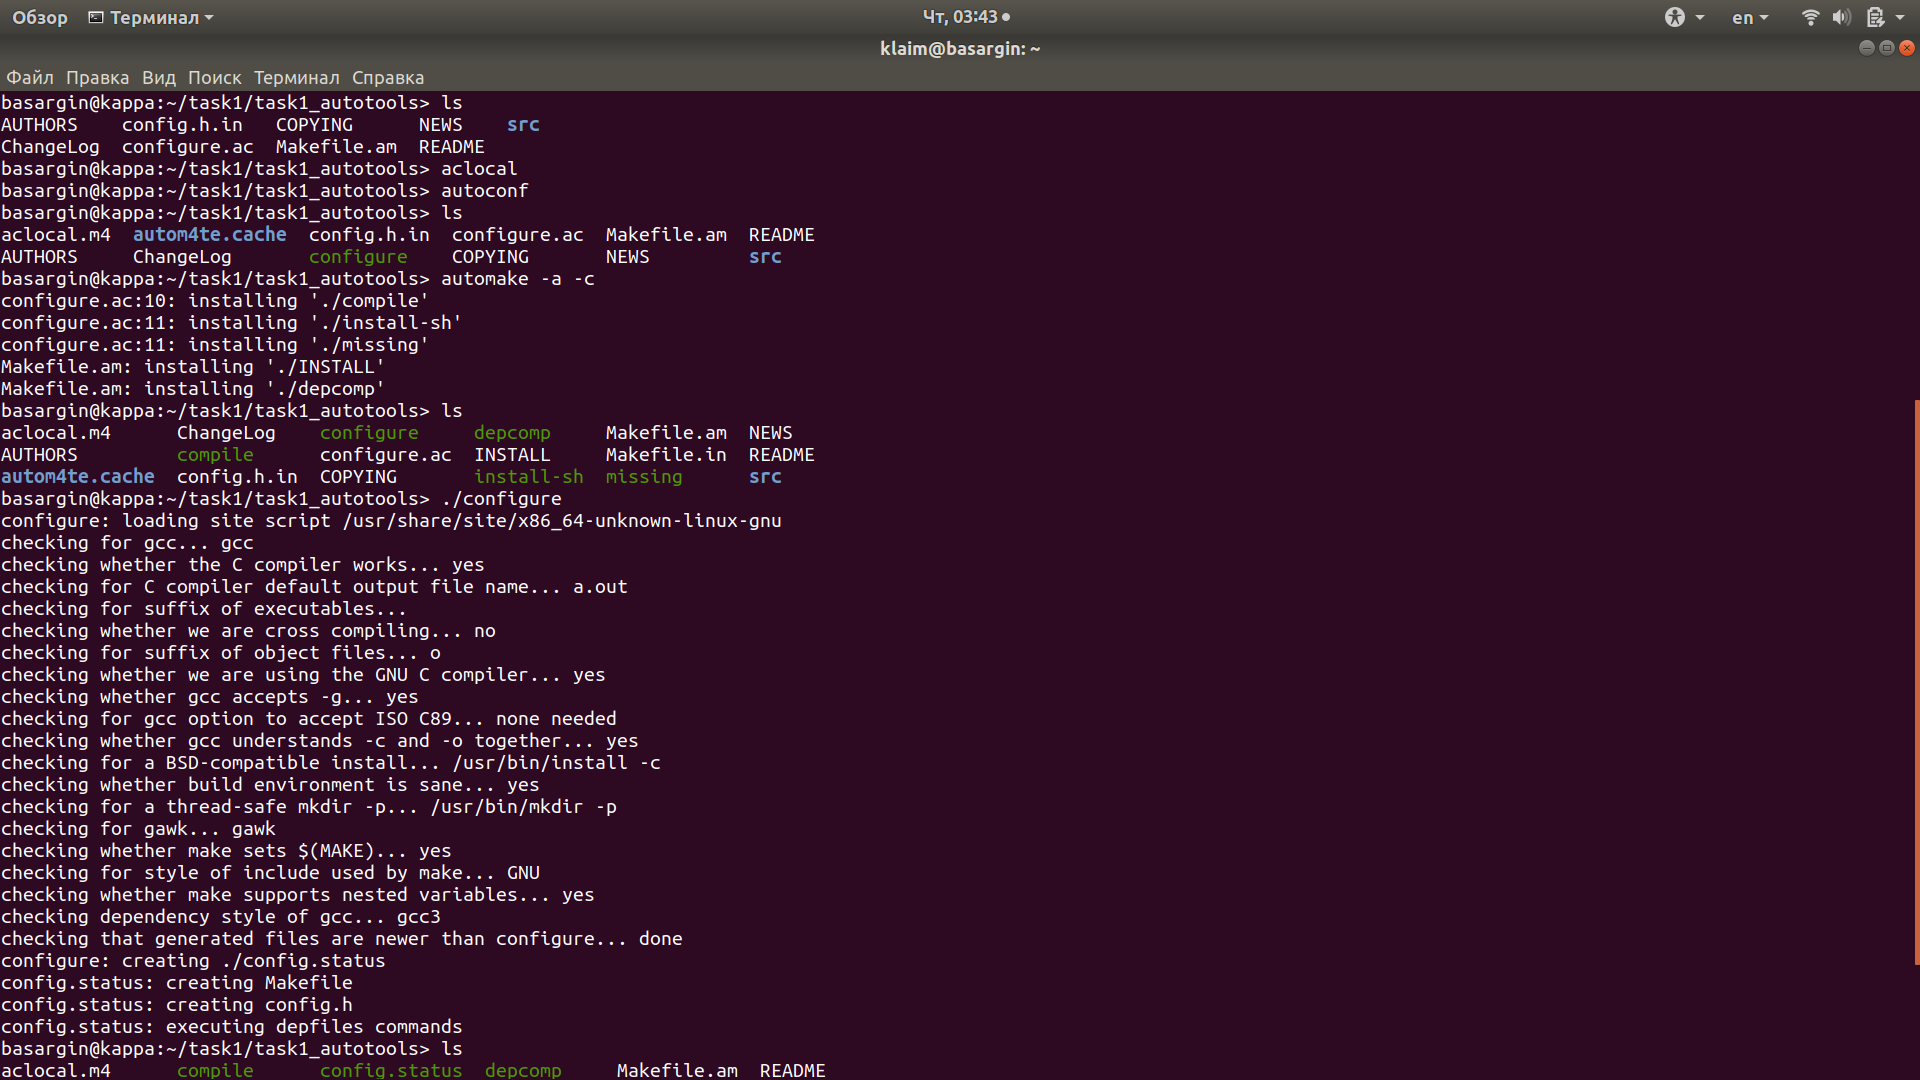 Обзор Терминал Чт, 03:43 en
klaim@basargin: ~
Файл Правка Вид Поиск Терминал Справка
basargin@kappa:~/task1/task1_autotools> ls
AUTHORS    config.h.in   COPYING      NEWS    src
ChangeLog  configure.ac  Makefile.am  README
basargin@kappa:~/task1/task1_autotools> aclocal
basargin@kappa:~/task1/task1_autotools> autoconf
basargin@kappa:~/task1/task1_autotools> ls
aclocal.m4  autom4te.cache  config.h.in  configure.ac  Makefile.am  README
AUTHORS     ChangeLog       configure    COPYING       NEWS         src
basargin@kappa:~/task1/task1_autotools> automake -a -c
configure.ac:10: installing './compile'
configure.ac:11: installing './install-sh'
configure.ac:11: installing './missing'
Makefile.am: installing './INSTALL'
Makefile.am: installing './depcomp'
basargin@kappa:~/task1/task1_autotools> ls
aclocal.m4      ChangeLog    configure     depcomp     Makefile.am  NEWS
AUTHORS         compile      configure.ac  INSTALL     Makefile.in  README
autom4te.cache  config.h.in  COPYING       install-sh  missing      src
basargin@kappa:~/task1/task1_autotools> ./configure
configure: loading site script /usr/share/site/x86_64-unknown-linux-gnu
checking for gcc... gcc
checking whether the C compiler works... yes
checking for C compiler default output file name... a.out
checking for suffix of executables...
checking whether we are cross compiling... no
checking for suffix of object files... o
checking whether we are using the GNU C compiler... yes
checking whether gcc accepts -g... yes
checking for gcc option to accept ISO C89... none needed
checking whether gcc understands -c and -o together... yes
checking for a BSD-compatible install... /usr/bin/install -c
checking whether build environment is sane... yes
checking for a thread-safe mkdir -p... /usr/bin/mkdir -p
checking for gawk... gawk
checking whether make sets $(MAKE)... yes
checking for style of include used by make... GNU
checking whether make supports nested variables... yes
checking dependency style of gcc... gcc3
checking that generated files are newer than configure... done
configure: creating ./config.status
config.status: creating Makefile
config.status: creating config.h
config.status: executing depfiles commands
basargin@kappa:~/task1/task1_autotools> ls
aclocal.m4      compile      config.status  depcomp     Makefile.am  README